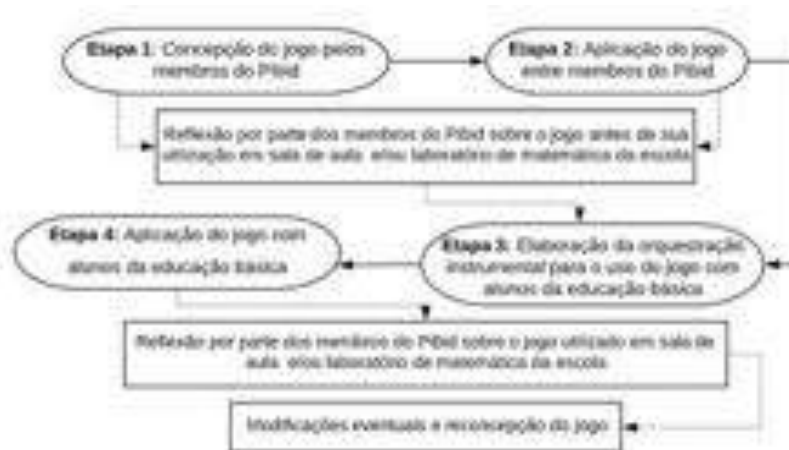 Etapa 1: Concepção do jogo pelos
membros do Pibid
Etapa 2: Aplicação do jogo
entre membros do Pibid
Reflexão por parte dos membros do Pibid sobre o jogo antes de sua
utilização em sala de aula e/ou laboratório de matemática da escola
Etapa 4: Aplicação do jogo com
alunos da educação básica
Etapa 3: Elaboração da orquestração
instrumental para o uso do jogo com
alunos da educação básica
Reflexão por parte dos membros do Pibid sobre o jogo utilizado em sala de
aula e/ou laboratório de matemática da escola
Modificações eventuais e reconcepção do jogo